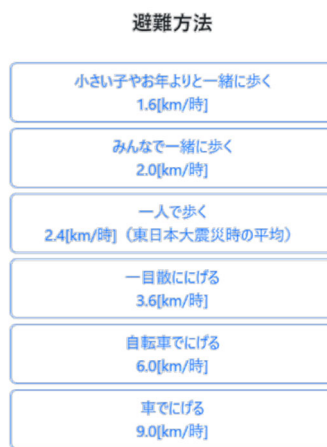 避難方法
小さい子やお年よりと一緒に歩く
1.6[km/時]
みんなで一緒に歩く
2.0[km/時]
一人で歩く
2.4[km/時]（東日本大震災時の平均）
一目散ににげる
3.6[km/時]
自転車でにげる
6.0[km/時]
車でにげる
9.0[km/時]